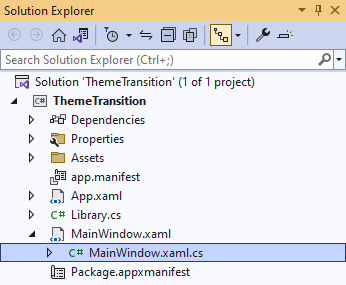 Solution Explorer
Search Solution Explorer (Ctrl+;)
Solution 'ThemeTransition' (1 of 1 project)
C# ThemeTransition
Dependencies
Properties
Assets
app.manifest
App.xaml
C# Library.cs
MainWindow.xaml
C# MainWindow.xaml.cs
Package.appxmanifest